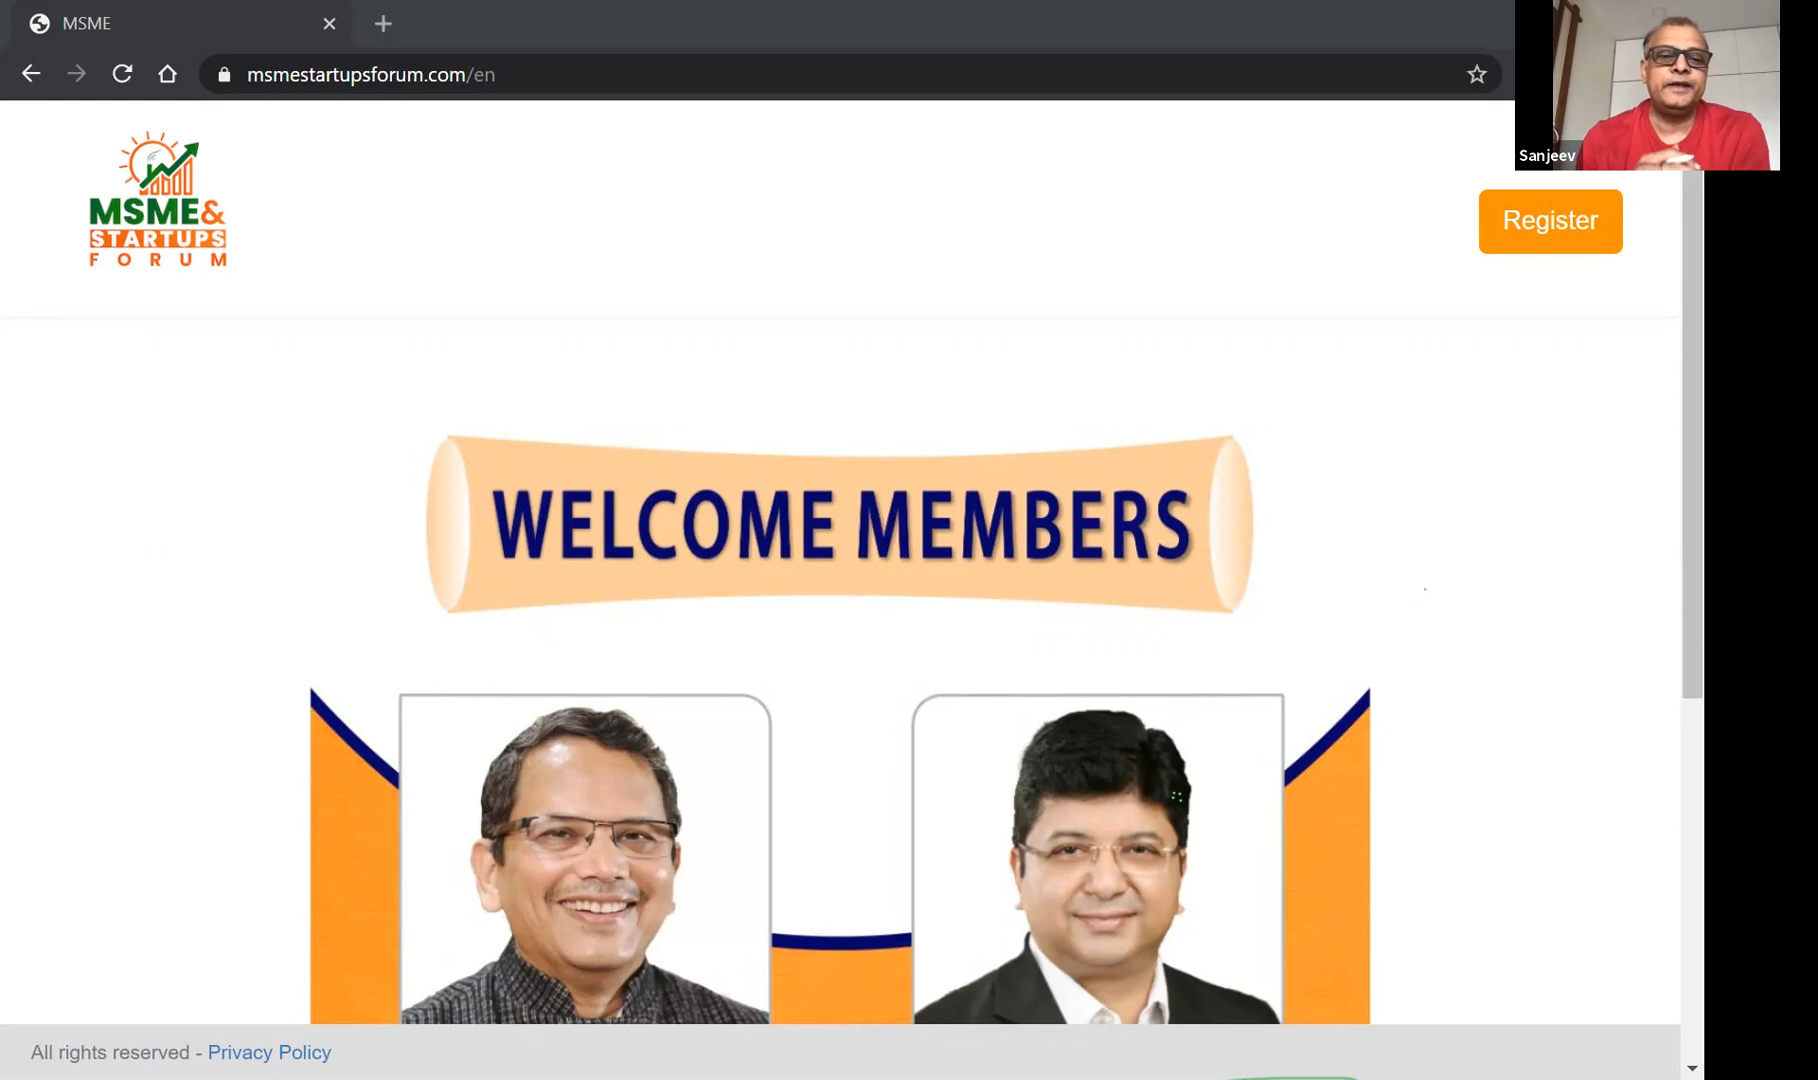 MSME
msmestartupsforum.com/en
Sanjeev
MSME&
STARTUPS
FORUM
Register
WELCOME MEMBERS
All rights reserved - Privacy Policy